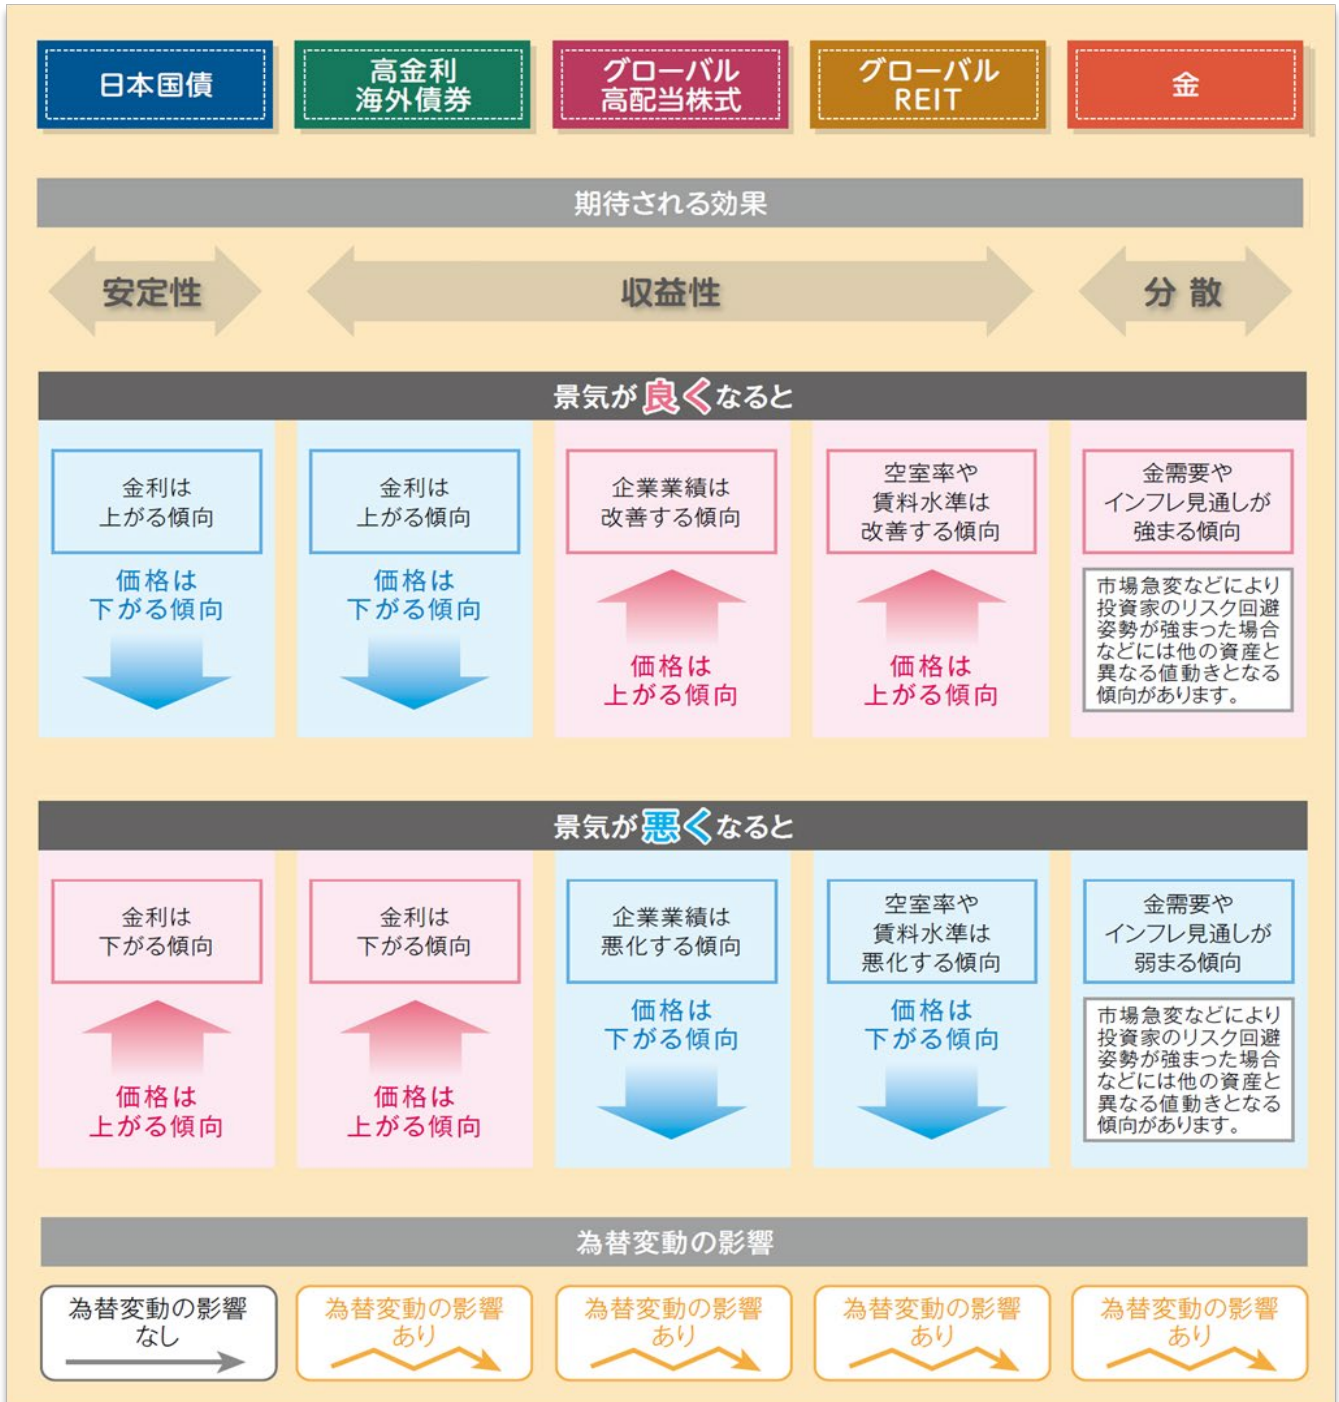 日本国債
高金利
海外債券
グローバル
高配当株式
グローバル
REIT
金
期待される効果
安定性
収益性
分散
景気が良くなると
金利は
上がる傾向
価格は
下がる傾向
金利は
上がる傾向
価格は
下がる傾向
企業業績は
改善する傾向
価格は
上がる傾向
空室率や
賃料水準は
改善する傾向
価格は
上がる傾向
金需要や
インフレ見通しが
強まる傾向
市場急変などにより
投資家のリスク回避
姿勢が強まった場合
などには他の資産と
異なる値動きとなる
傾向があります。
景気が悪くなると
金利は
下がる傾向
価格は
上がる傾向
金利は
下がる傾向
価格は
上がる傾向
企業業績は
悪化する傾向
価格は
下がる傾向
空室率や
賃料水準は
悪化する傾向
価格は
下がる傾向
金需要や
インフレ見通しが
弱まる傾向
市場急変などにより
投資家のリスク回避
姿勢が強まった場合
などには他の資産と
異なる値動きとなる
傾向があります。
為替変動の影響
為替変動の影響
なし
為替変動の影響
あり
為替変動の影響
あり
為替変動の影響
あり
為替変動の影響
あり